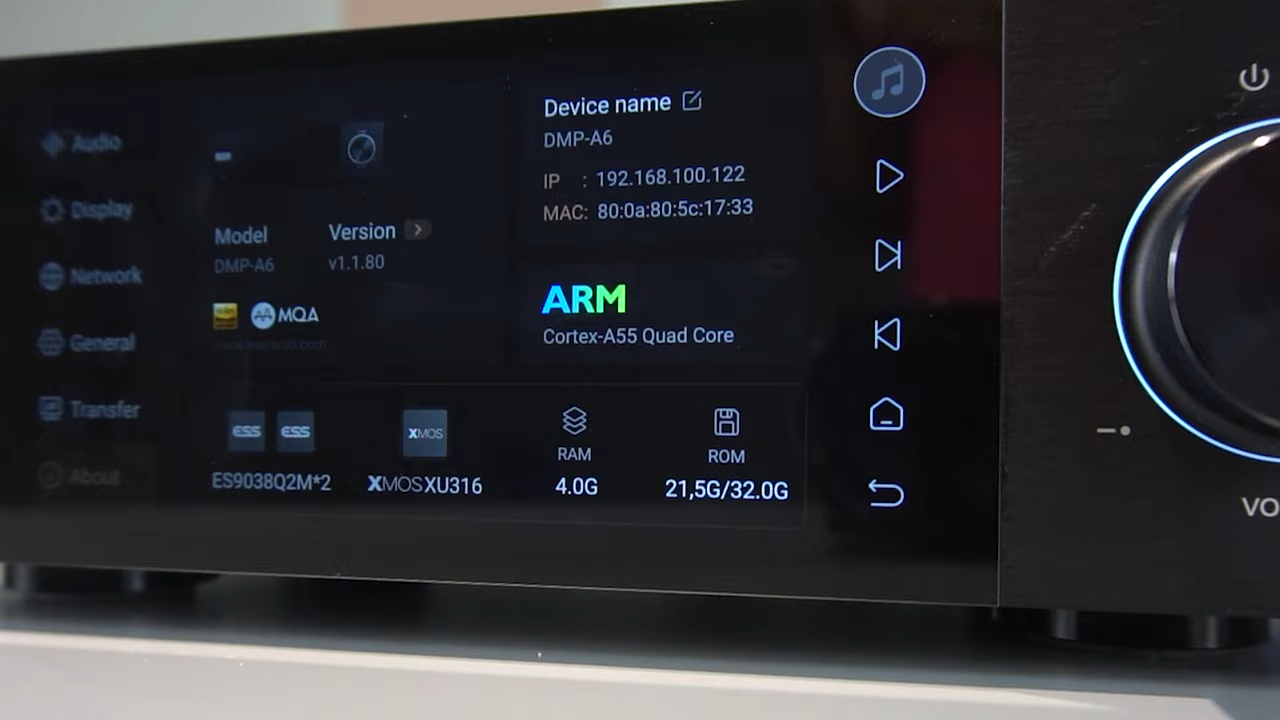 Audio
Display
Network
General
Transfer
About
Model
DMP-A6
Version
v1.1.80
MQA
Device name
DMP-A6
IP : 192.168.100.122
MAC: 80:0a:80:5c:17:33
ARM
Cortex-A55 Quad Core
ESS ESS
ES9038Q2M*2
XMOS
XMOS XU316
RAM
4.0G
ROM
21,5G/32.0G
VO